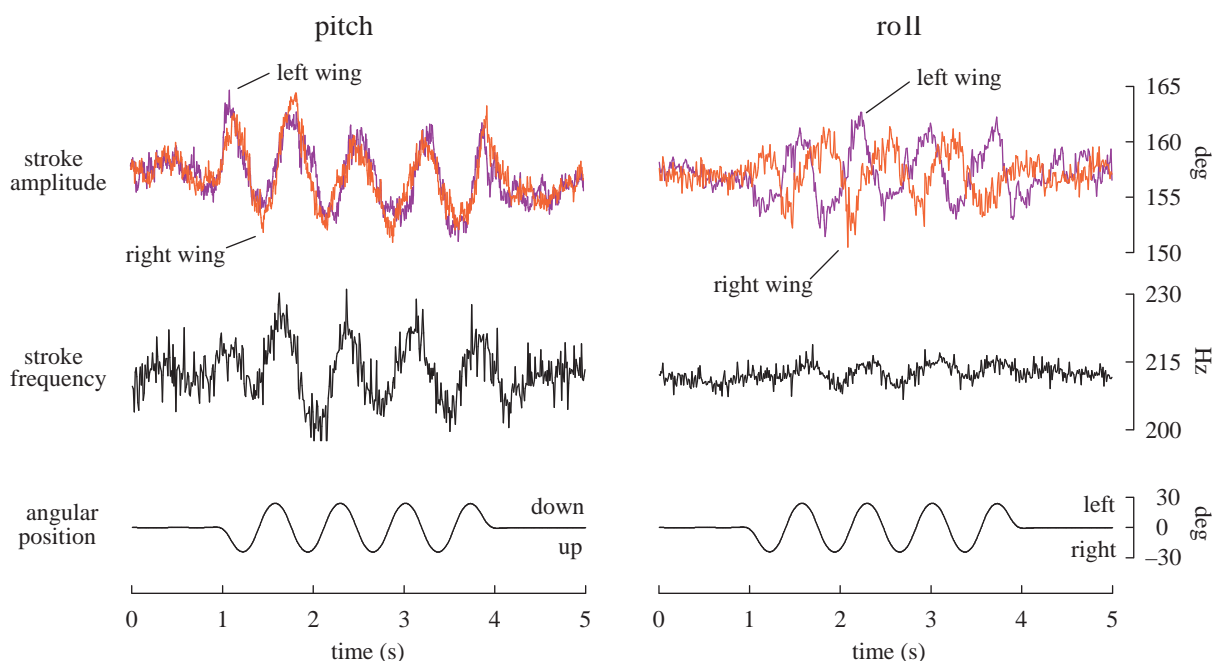 pitch
roll
left wing
right wing
left wing
right wing
stroke
amplitude
165
160
155
150
deg
stroke
frequency
230
215
200
Hz
angular
position
down
up
left
right
30
0
–30
deg
0 1 2 3 4 5
time (s)
0 1 2 3 4 5
time (s)